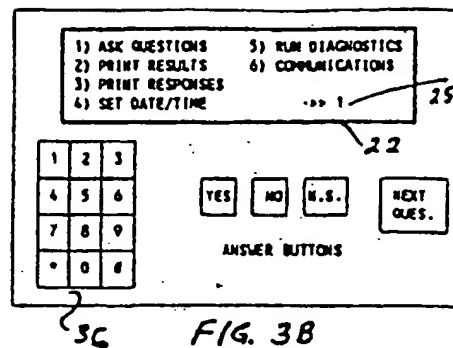 1) ASK QUESTIONS 5) RUN DIAGNOSTICS
2) PRINT RESULTS 6) COMMUNICATIONS
3) PRINT RESPONSES
4) SET DATE/TIME ->> 1
25
22
1 2 3
4 5 6
7 8 9
* 0 #
YES NO N.S. NEXT QUES.
ANSWER BUTTONS
36
FIG. 3B